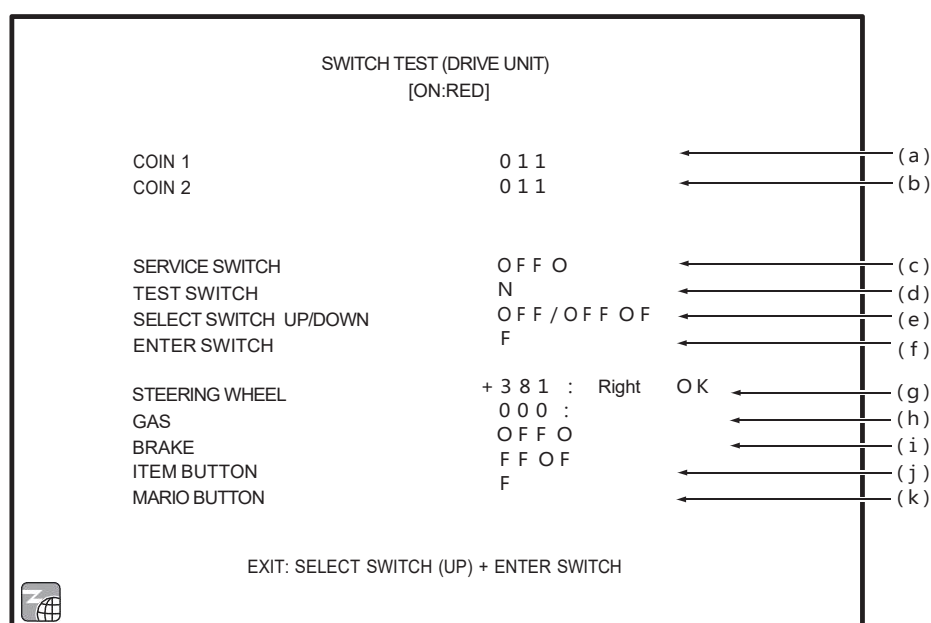 SWITCH TEST (DRIVE UNIT)
[ON:RED]
COIN 1 011 (a)
COIN 2 011 (b)
SERVICE SWITCH OFF O (c)
TEST SWITCH N (d)
SELECT SWITCH UP/DOWN OFF/OFF OF (e)
ENTER SWITCH F (f)
STEERING WHEEL +381 : Right OK (g)
GAS 000 : (h)
BRAKE OFF O (i)
ITEM BUTTON FF OF (j)
MARIO BUTTON F (k)
EXIT: SELECT SWITCH (UP) + ENTER SWITCH